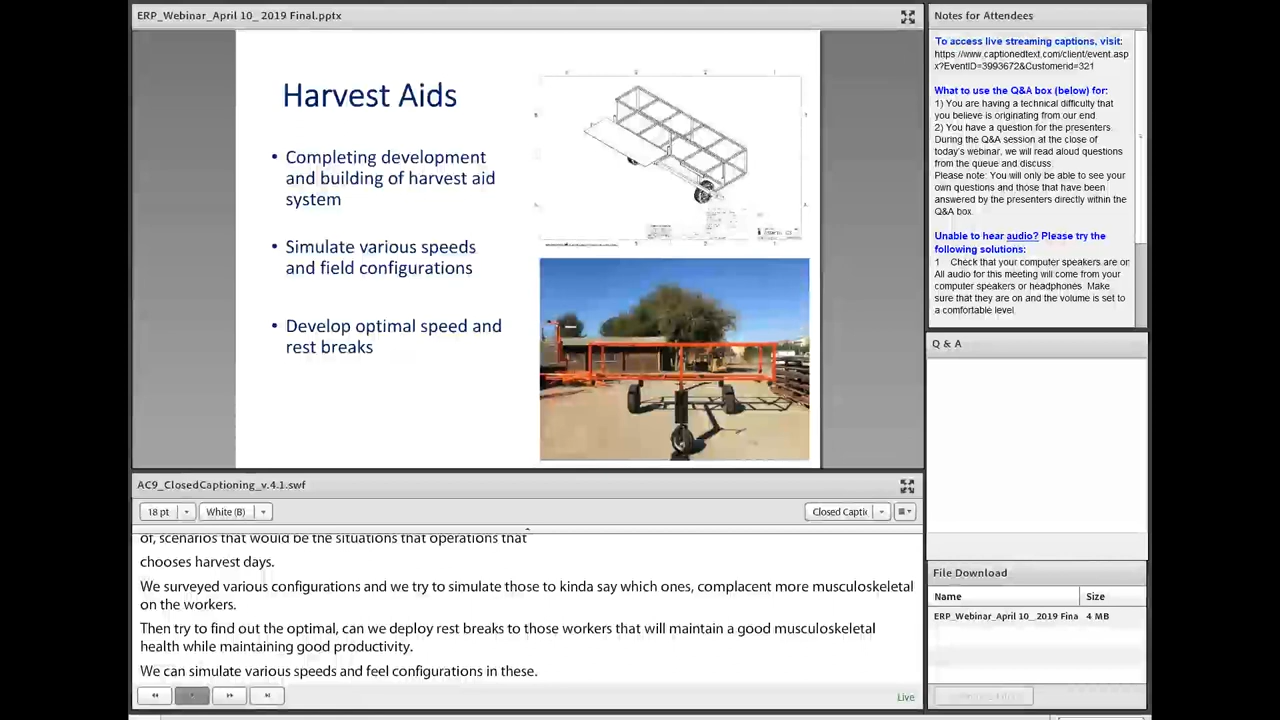 ERP_Webinar_April 10_ 2019 Final.pptx
Harvest Aids
• Completing development
and building of harvest aid
system
• Simulate various speeds
and field configurations
• Develop optimal speed and
rest breaks
AC9_ClosedCaptioning_v.4.1.swf
18 pt
White (B)
Closed Captic
of, scenarios that would be the situations that operations that
chooses harvest days.
We surveyed various configurations and we try to simulate those to kinda say which ones, complacent more musculoskeletal
on the workers.
Then try to find out the optimal, can we deploy rest breaks to those workers that will maintain a good musculoskeletal
health while maintaining good productivity.
We can simulate various speeds and feel configurations in these.
Live
Notes for Attendees
To access live streaming captions, visit:
https://www.captionedtext.com/client/event.asp
x?EventID=3993672&Customerid=321
What to use the Q&A box (below) for:
1) You are having a technical difficulty that
you believe is originating from our end
2) You have a question for the presenters.
During the Q&A session at the close of
today's webinar, we will read aloud questions
from the queue and discuss.
Please note: You will only be able to see your
own questions and those that have been
answered by the presenters directly within the
Q&A box.
Unable to hear audio? Please try the
following solutions:
1 Check that your computer speakers are on
All audio for this meeting will come from your
computer speakers or headphones. Make
sure that they are on and the volume is set to
a comfortable level.
Q & A
File Download
Name Size
ERP_Webinar_April 10_ 2019 Fina 4 MB